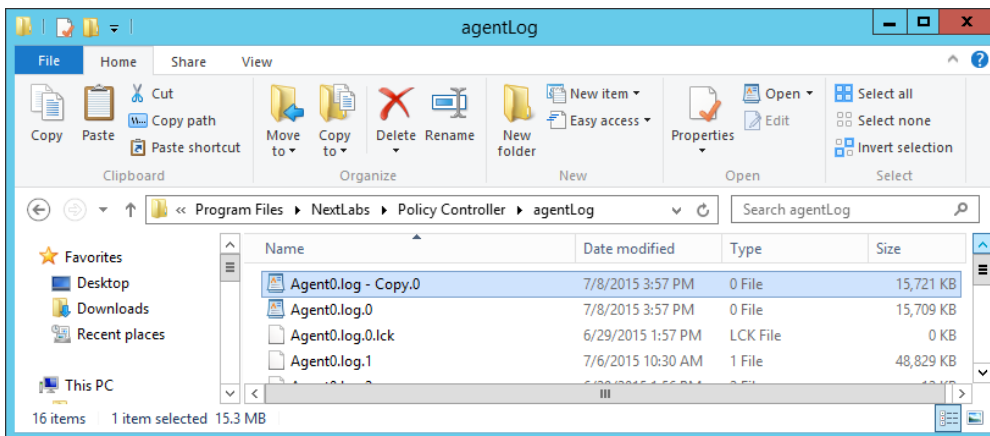 agentLog
File Home Share View
Copy
Paste
Cut
Copy path
Paste shortcut
Clipboard
Move to
Copy to
Delete
Rename
Organize
New folder
New item
Easy access
New
Properties
Open
Edit
Open
Select all
Select none
Invert selection
Select
« Program Files NextLabs Policy Controller agentLog
Search agentLog
Favorites
Desktop
Downloads
Recent places
This PC
Name Date modified Type Size
Agent0.log - Copy.0 7/8/2015 3:57 PM 0 File 15,721 KB
Agent0.log.0 7/8/2015 3:57 PM 0 File 15,709 KB
Agent0.log.0.lck 6/29/2015 1:57 PM LCK File 0 KB
Agent0.log.1 7/6/2015 10:30 AM 1 File 48,829 KB
16 items 1 item selected 15.3 MB